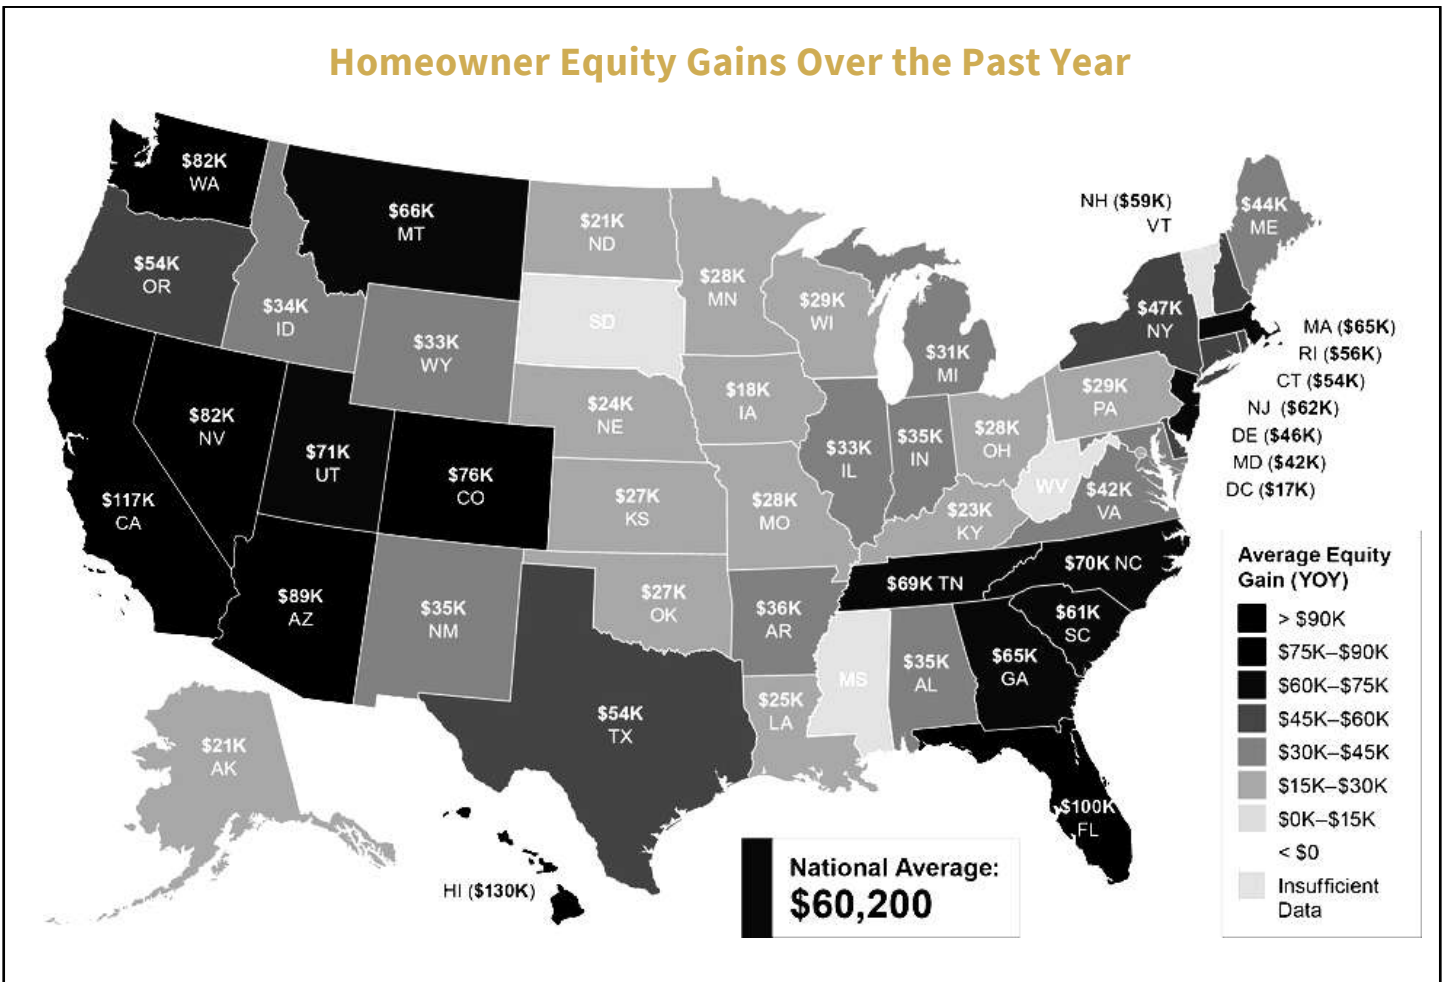 Homeowner Equity Gains Over the Past Year
$82K
WA
$66K
MT
$21K
ND
$28K
MN
$29K
WI
$31K
MI
NH ($59K)
VT
$44K
ME
$54K
OR
$34K
ID
$33K
WY
SD
$47K
NY
MA ($65K)
RI ($56K)
CT ($54K)
NJ ($62K)
DE ($46K)
MD ($42K)
DC ($17K)
$82K
NV
$71K
UT
$76K
CO
$24K
NE
$18K
IA
$33K
IL
$35K
IN
$28K
OH
$29K
PA
$117K
CA
$27K
KS
$28K
MO
$23K
KY
WV
$42K
VA
$89K
AZ
$35K
NM
$27K
OK
$36K
AR
$69K TN
$70K NC
$61K
SC
$54K
TX
$25K
LA
MS
$35K
AL
$65K
GA
$100K
FL
$21K
AK
HI ($130K)
National Average:
$60,200
Average Equity
Gain (YOY)
> $90K
$75K–$90K
$60K–$75K
$45K–$60K
$30K–$45K
$15K–$30K
$0K–$15K
< $0
Insufficient
Data